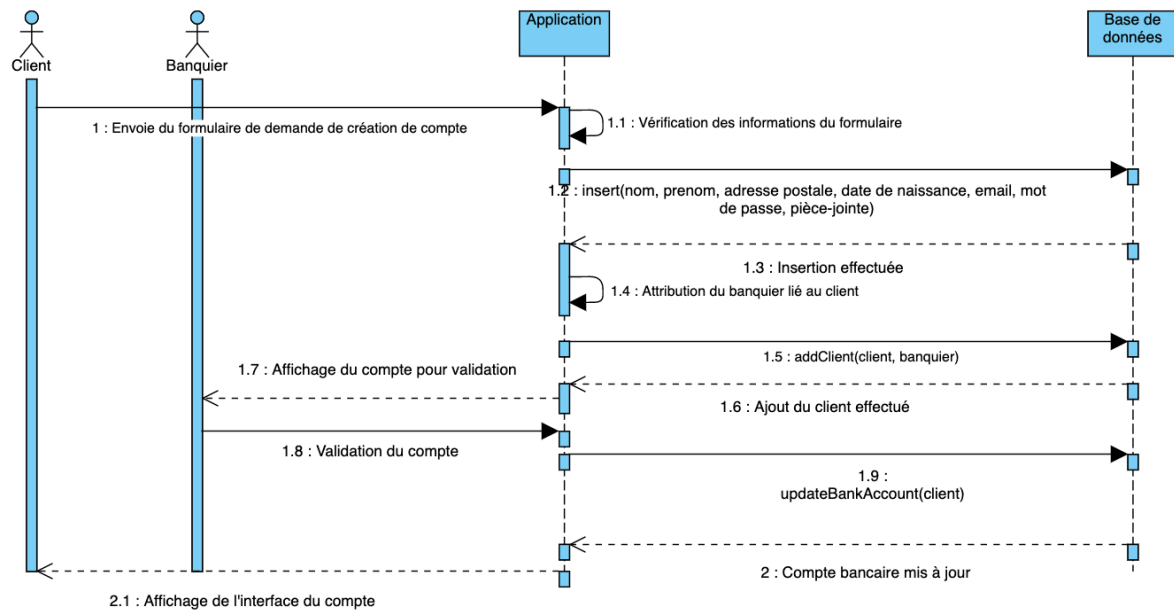 Client
Banquier
Application
Base de
données
1 : Envoie du formulaire de demande de création de compte
1.1 : Vérification des informations du formulaire
1.2 : insert(nom, prenom, adresse postale, date de naissance, email, mot
de passe, pièce-jointe)
1.3 : Insertion effectuée
1.4 : Attribution du banquier lié au client
1.5 : addClient(client, banquier)
1.7 : Affichage du compte pour validation
1.6 : Ajout du client effectué
1.8 : Validation du compte
1.9 :
updateBankAccount(client)
2 : Compte bancaire mis à jour
2.1 : Affichage de l'interface du compte